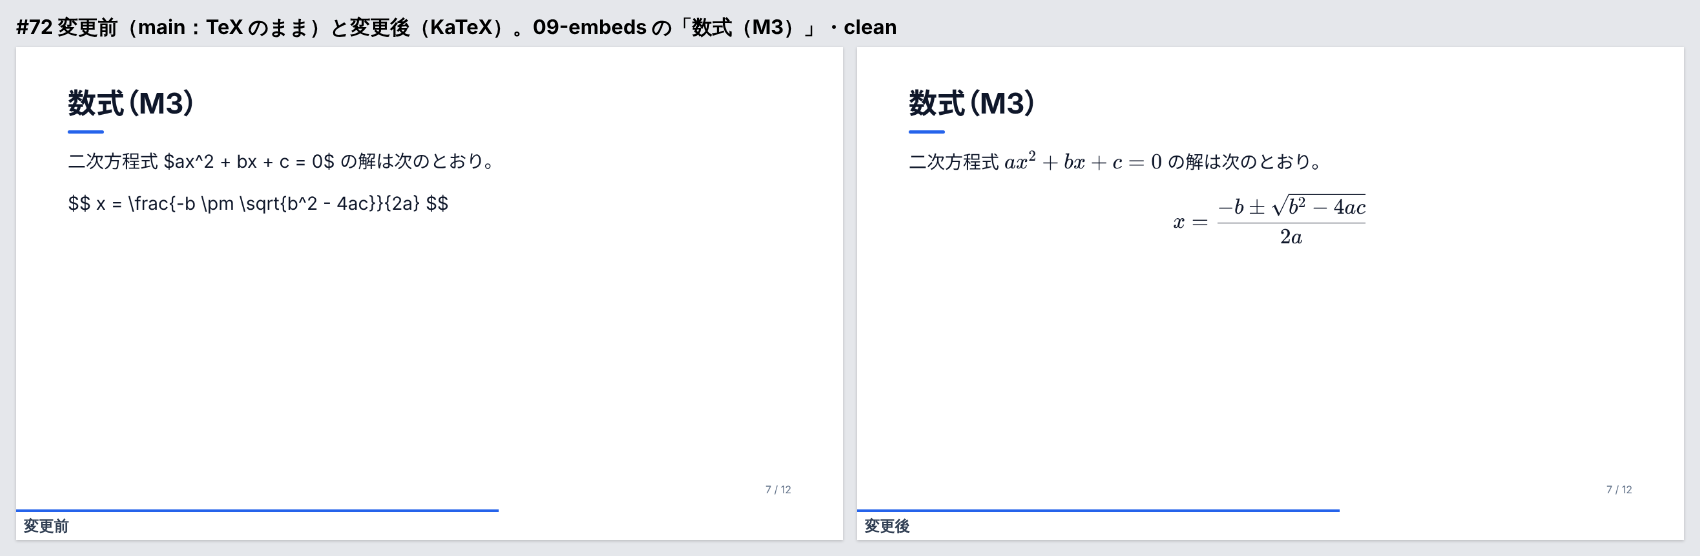 #72 変更前（main：TeX のまま）と変更後（KaTeX）。09-embeds の「数式（M3）」・clean
数式（M3）
二次方程式 $ax^2 + bx + c = 0$ の解は次のとおり。
$$ x = \frac{-b \pm \sqrt{b^2 - 4ac}}{2a} $$
7 / 12
変更前
数式（M3）
二次方程式 ax² + bx + c = 0 の解は次のとおり。
x = (−b ± √(b² − 4ac)) / 2a
7 / 12
変更後